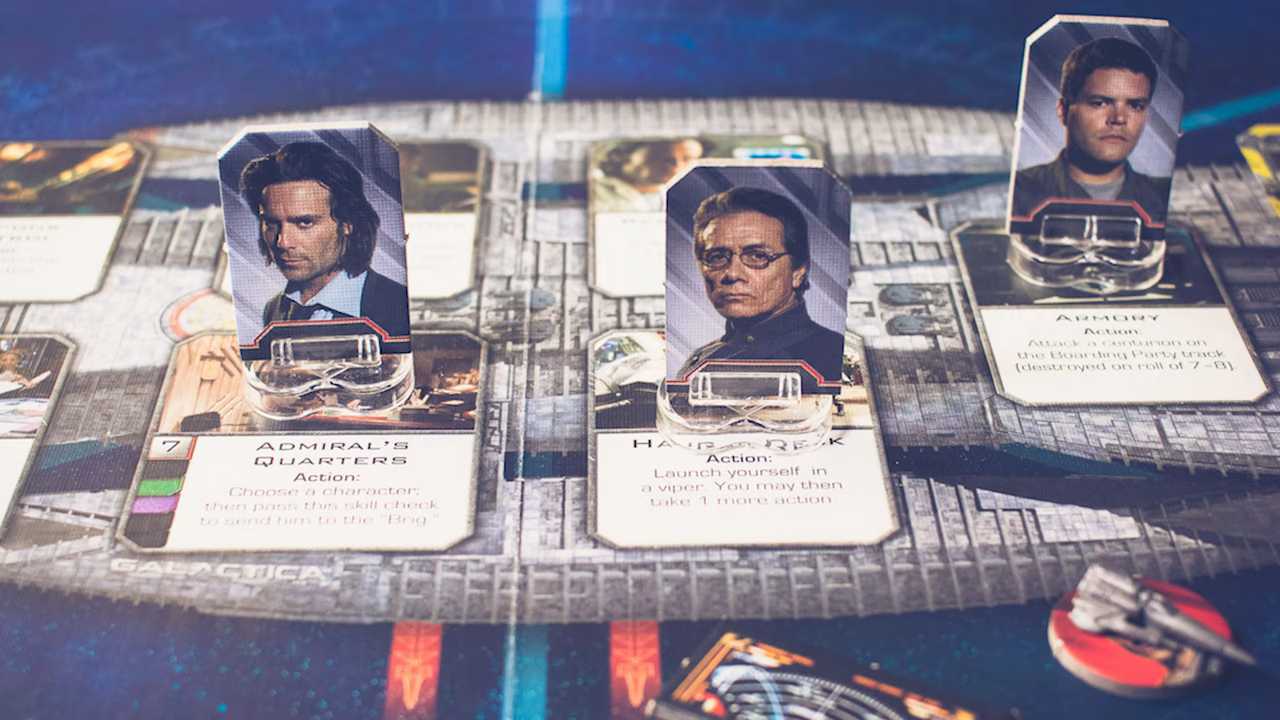 ARMORY
Action:
Attack a centurion on
the Boarding Party track
(destroyed on roll of 7-8).
7
ADMIRAL'S
QUARTERS
Action:
Choose a character;
then pass this skill check
to send him to the "Brig."
Action:
Launch yourself in
a viper. You may then
take 1 more action.
GALACTICA